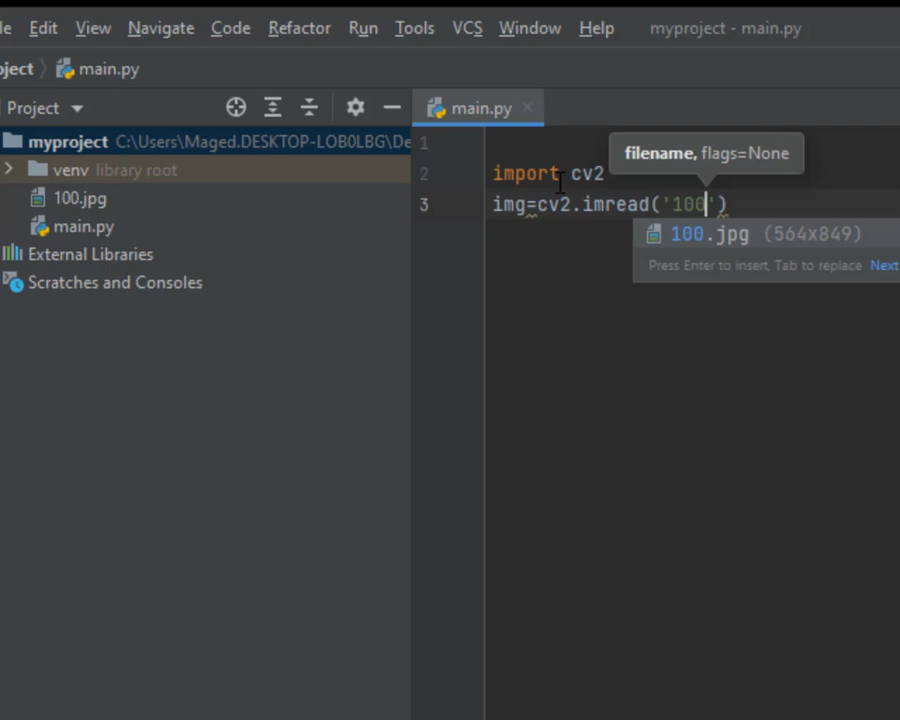 le Edit View Navigate Code Refactor Run Tools VCS Window Help myproject - main.py
ject main.py
Project main.py
myproject C:\Users\Maged.DESKTOP-LOB0LBG\De
venv library root
100.jpg
main.py
External Libraries
Scratches and Consoles
1
filename, flags=None
2 import cv2
3 img=cv2.imread('100')
100.jpg (564x849)
Press Enter to insert, Tab to replace Next